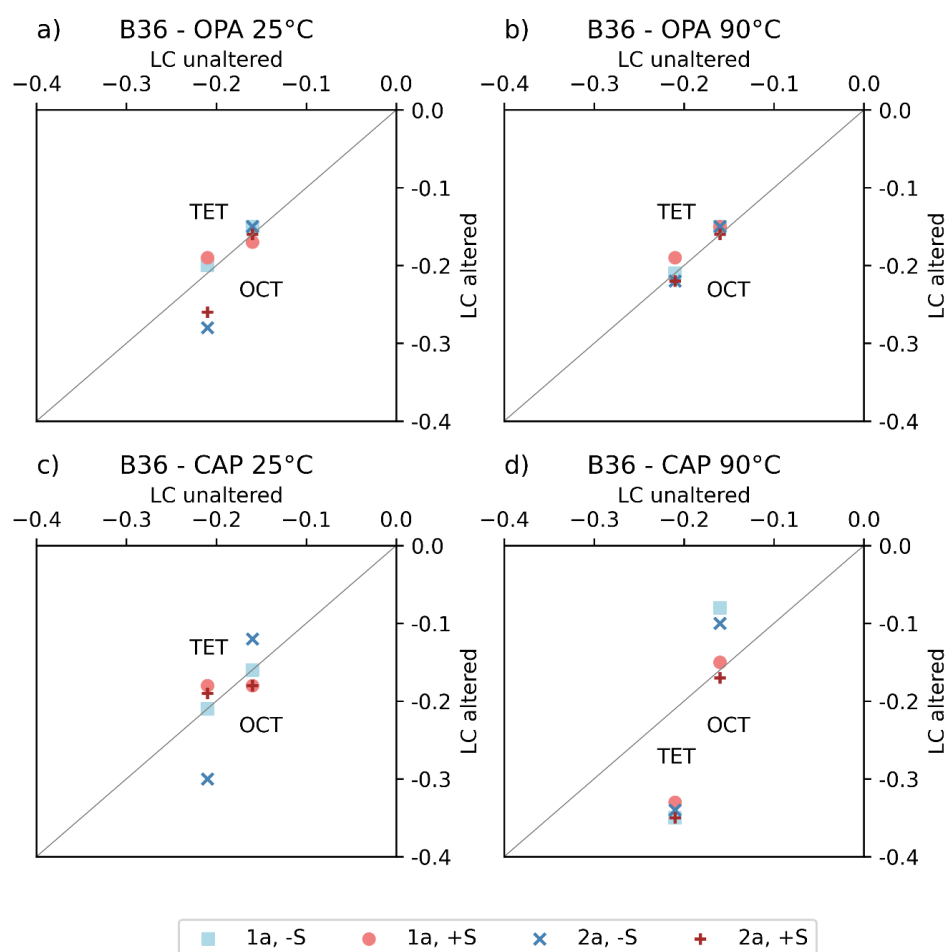 a) B36 - OPA 25°C
LC unaltered
−0.4 −0.3 −0.2 −0.1 0.0
0.0
-0.1
-0.2
-0.3
-0.4
LC altered
TET
OCT
b) B36 - OPA 90°C
LC unaltered
−0.4 −0.3 −0.2 −0.1 0.0
0.0
-0.1
-0.2
-0.3
-0.4
LC altered
TET
OCT
c) B36 - CAP 25°C
LC unaltered
−0.4 −0.3 −0.2 −0.1 0.0
0.0
-0.1
-0.2
-0.3
-0.4
LC altered
TET
OCT
d) B36 - CAP 90°C
LC unaltered
−0.4 −0.3 −0.2 −0.1 0.0
0.0
-0.1
-0.2
-0.3
-0.4
LC altered
OCT
TET
1a, -S 1a, +S 2a, -S 2a, +S